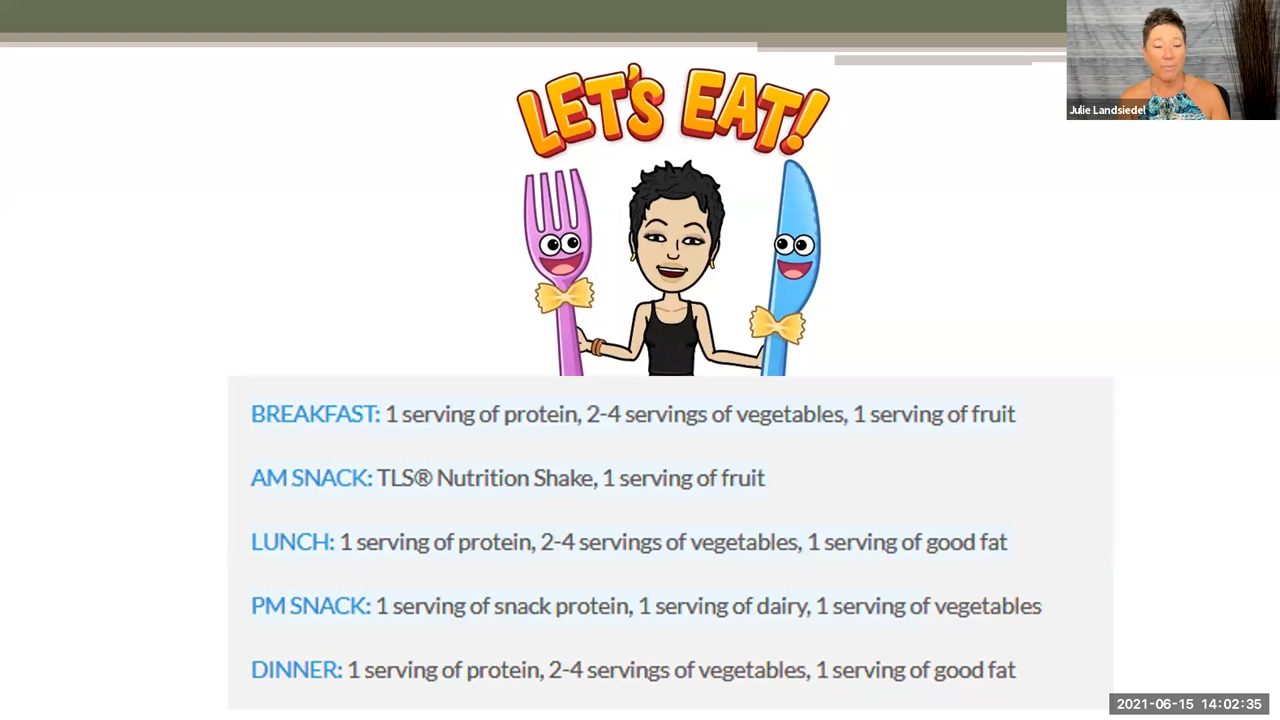 LET'S EAT!
Julie Landsiedel
BREAKFAST: 1 serving of protein, 2-4 servings of vegetables, 1 serving of fruit
AM SNACK: TLS® Nutrition Shake, 1 serving of fruit
LUNCH: 1 serving of protein, 2-4 servings of vegetables, 1 serving of good fat
PM SNACK: 1 serving of snack protein, 1 serving of dairy, 1 serving of vegetables
DINNER: 1 serving of protein, 2-4 servings of vegetables, 1 serving of good fat
2021-06-15 14:02:35